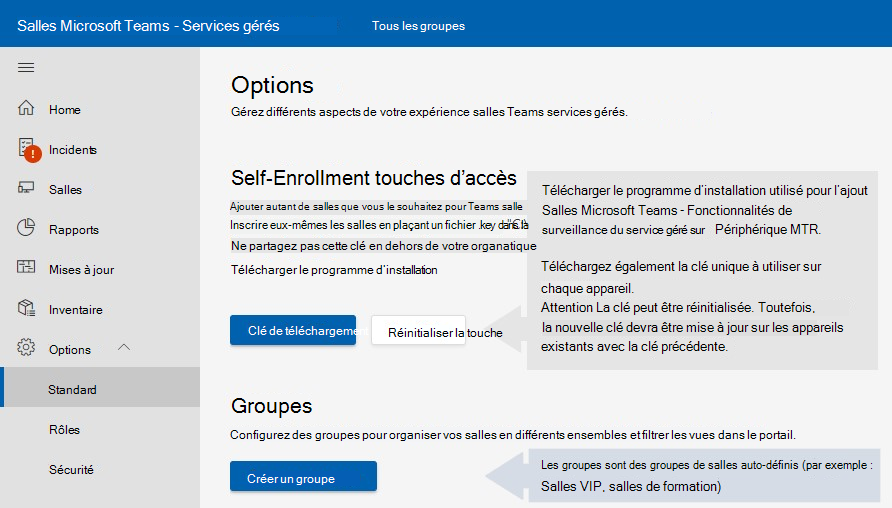 Salles Microsoft Teams - Services gérés
Tous les groupes
Home
Incidents
Salles
Rapports
Mises à jour
Inventaire
Options
Standard
Rôles
Sécurité
Options
Gérez différents aspects de votre expérience salles Teams services gérés.
Self-Enrollment touches d'accès
Ajouter autant de salles que vous le souhaitez pour Teams salle
Inscrire eux-mêmes les salles en plaçant un fichier .key dans la
Ne partagez pas cette clé en dehors de votre organatique
Télécharger le programme d'installation
Clé de téléchargement
Réinitialiser la touche
Télécharger le programme d'installation utilisé pour l'ajout
Salles Microsoft Teams - Fonctionnalités de
surveillance du service géré sur Périphérique MTR.
Téléchargez également la clé unique à utiliser sur
chaque appareil.
Attention La clé peut être réinitialisée. Toutefois,
la nouvelle clé devra être mise à jour sur les appareils
existants avec la clé précédente.
Groupes
Configurez des groupes pour organiser vos salles en différents ensembles et filtrer les vues dans le portail.
Créer un groupe
Les groupes sont des groupes de salles auto-définis (par exemple :
Salles VIP, salles de formation)